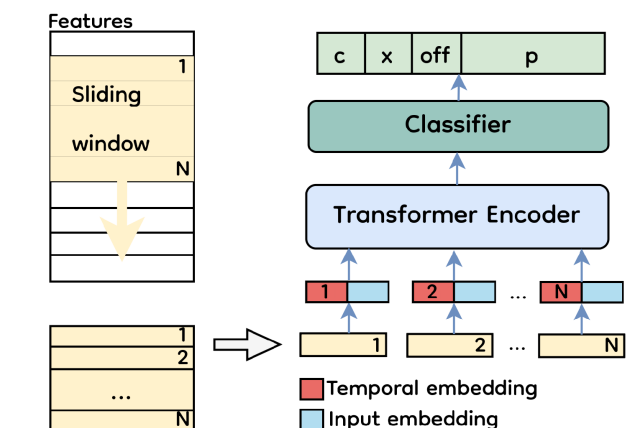 Features
1
Sliding
window
N
1
2
...
N
c x off p
Classifier
Transformer Encoder
1 2 ... N
1 2 ... N
Temporal embedding
Input embedding